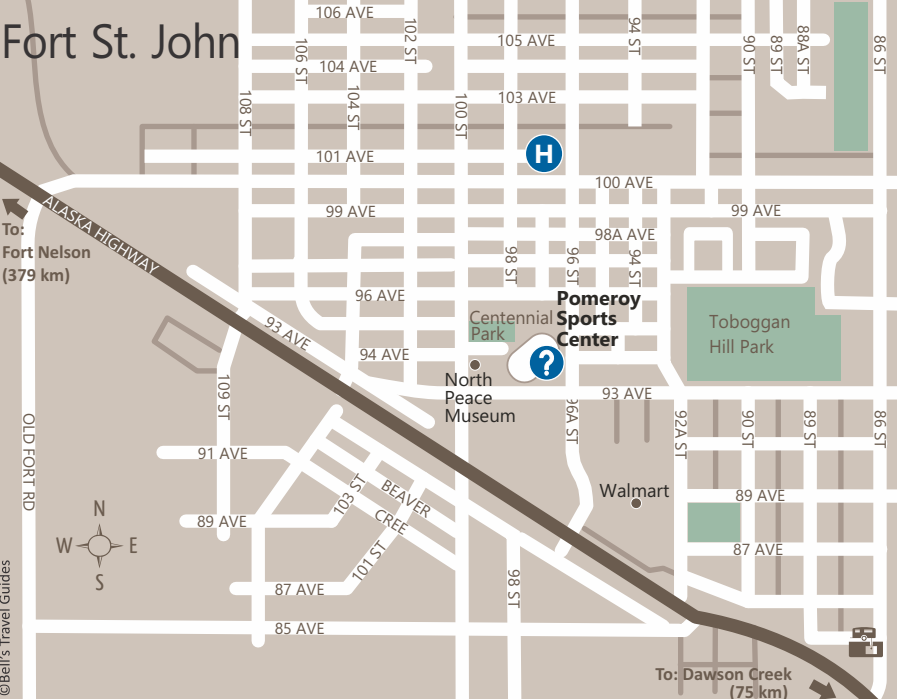 Fort St. John
106 AVE
102 ST
94 ST
105 AVE
90 ST
89 ST
88A ST
86 ST
106 ST
104 AVE
104 ST
103 AVE
108 ST
100 ST
101 AVE
H
100 AVE
99 AVE
99 AVE
ALASKA HIGHWAY
To:
Fort Nelson
(379 km)
98A AVE
98 ST
96 ST
94 ST
96 AVE
Pomeroy
Sports
Center
Centennial
Park
Toboggan
Hill Park
93 AVE
94 AVE
?
North
Peace
Museum
93 AVE
109 ST
96A ST
92A ST
90 ST
89 ST
86 ST
OLD FORT RD
91 AVE
103 ST
BEAVER
CREE
Walmart
89 AVE
89 AVE
N
W
E
S
101 ST
87 AVE
87 AVE
98 ST
85 AVE
©Bell's Travel Guides
To: Dawson Creek
(75 km)